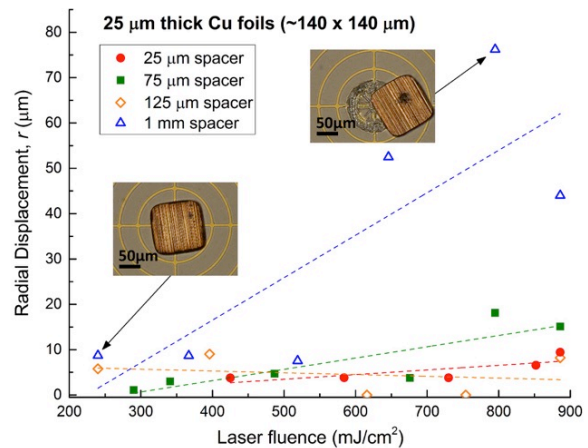 25 μm thick Cu foils (~140 x 140 μm)
25 μm spacer
75 μm spacer
125 μm spacer
1 mm spacer
50μm
50μm
Radial Displacement, r (μm)
80
70
60
50
40
30
20
10
0
200 300 400 500 600 700 800 900
Laser fluence (mJ/cm²)